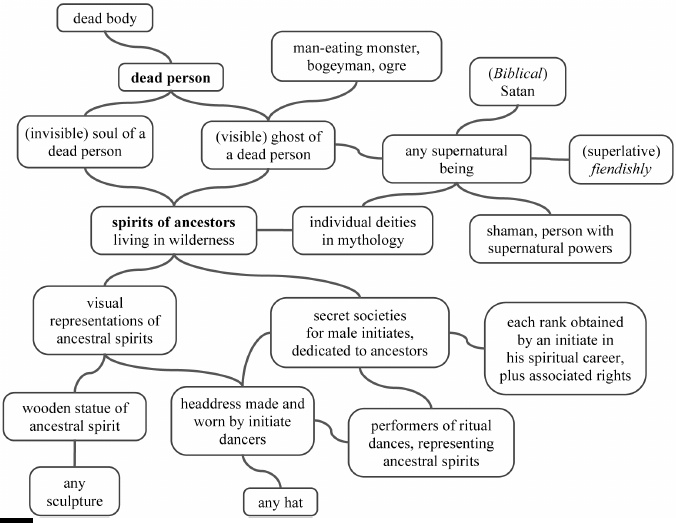 dead body
dead person
man-eating monster,
bogeyman, ogre
(Biblical)
Satan
(invisible) soul of a
dead person
(visible) ghost of
a dead person
any supernatural
being
(superlative)
fiendishly
spirits of ancestors
living in wilderness
individual deities
in mythology
shaman, person with
supernatural powers
visual
representations of
ancestral spirits
secret societies
for male initiates,
dedicated to ancestors
each rank obtained
by an initiate in
his spiritual career,
plus associated rights
wooden statue of
ancestral spirit
headdress made and
worn by initiate
dancers
performers of ritual
dances, representing
ancestral spirits
any
sculpture
any hat